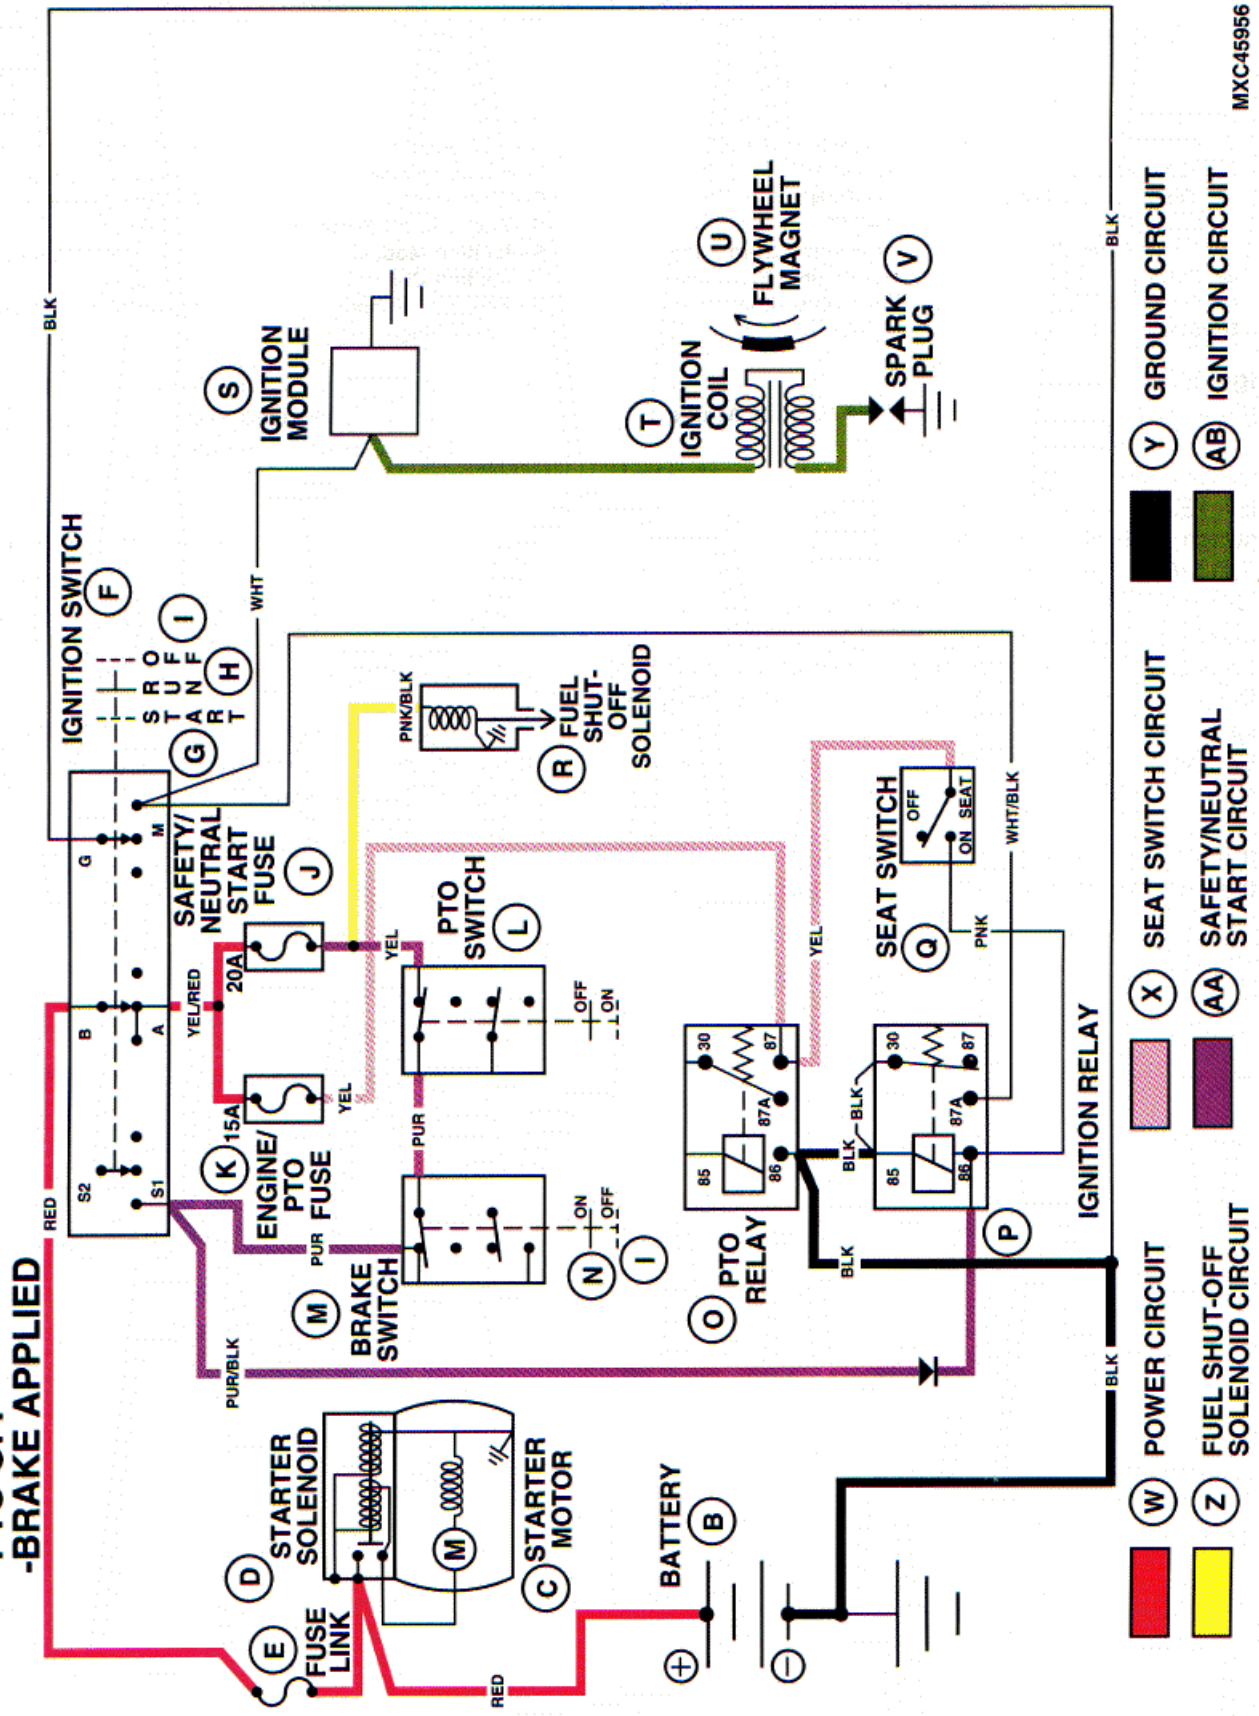 -BRAKE APPLIED
BLK
RED
IGNITION SWITCH
F
S2
B
G
S1
A
M
START
RUN
OFF
G
H
I
IGNITION
MODULE
S
WHT
SAFETY/
NEUTRAL
START
FUSE
J
20A
YEL/RED
15A
K
ENGINE/
PTO
FUSE
YEL
YEL
PUR
PUR
PUR/BLK
PTO
SWITCH
L
OFF
ON
BRAKE
SWITCH
M
ON
OFF
N
I
PNK/BLK
R
FUEL
SHUT-
OFF
SOLENOID
T
IGNITION
COIL
U
FLYWHEEL
MAGNET
SPARK
PLUG
V
STARTER
SOLENOID
D
E
FUSE
LINK
M
STARTER
MOTOR
C
RED
BATTERY
B
+
−
O
PTO
RELAY
85
30
86
87A
87
YEL
BLK
BLK
BLK
SEAT SWITCH
Q
OFF
ON
SEAT
PNK
WHT/BLK
85
30
86
87A
87
P
IGNITION RELAY
BLK
BLK
W
POWER CIRCUIT
X
SEAT SWITCH CIRCUIT
Y
GROUND CIRCUIT
Z
FUEL SHUT-OFF
SOLENOID CIRCUIT
AA
SAFETY/NEUTRAL
START CIRCUIT
AB
IGNITION CIRCUIT
MXC45956